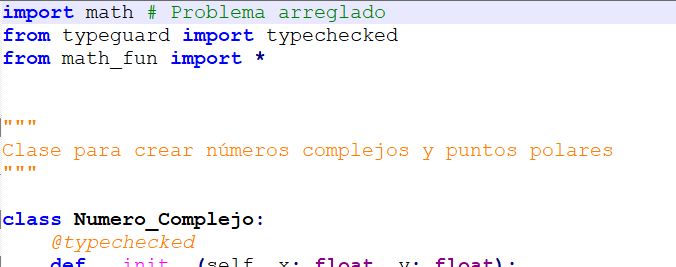 import math # Problema arreglado
from typeguard import typechecked
from math_fun import *
"""
Clase para crear números complejos y puntos polares
"""
class Numero_Complejo:
@typechecked
def __init__(self, x: float, y: float):